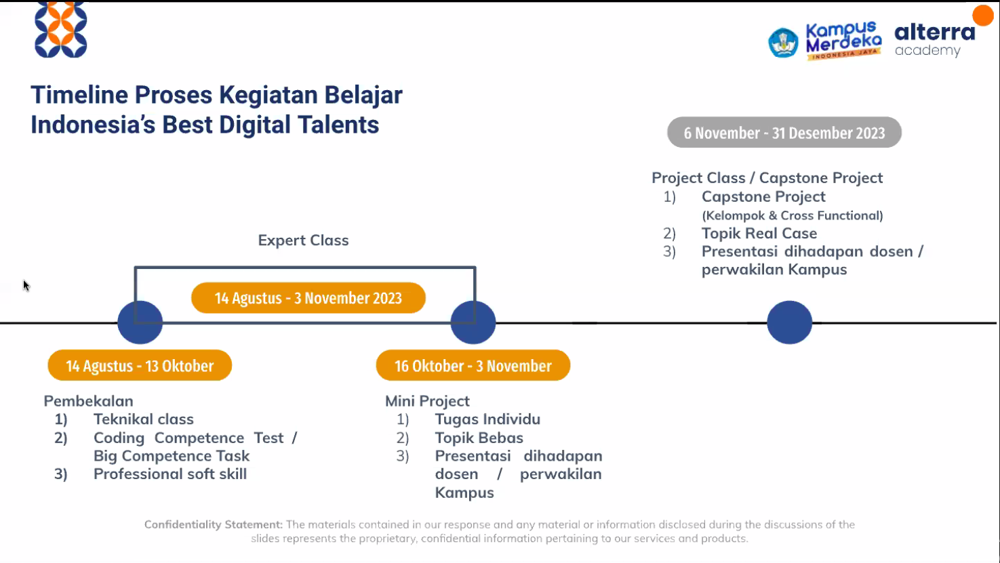 Kampus
Merdeka
INDONESIA JAYA
alterra
academy
Timeline Proses Kegiatan Belajar
Indonesia's Best Digital Talents
6 November - 31 Desember 2023
Project Class / Capstone Project
1) Capstone Project
(Kelompok & Cross Functional)
2) Topik Real Case
3) Presentasi dihadapan dosen /
perwakilan Kampus
Expert Class
14 Agustus - 3 November 2023
14 Agustus - 13 Oktober
Pembekalan
1) Teknikal class
2) Coding Competence Test /
Big Competence Task
3) Professional soft skill
16 Oktober - 3 November
Mini Project
1) Tugas Individu
2) Topik Bebas
3) Presentasi dihadapan
dosen / perwakilan
Kampus
Confidentiality Statement: The materials contained in our response and any material or information disclosed during the discussions of the
slides represents the proprietary, confidential information pertaining to our services and products.